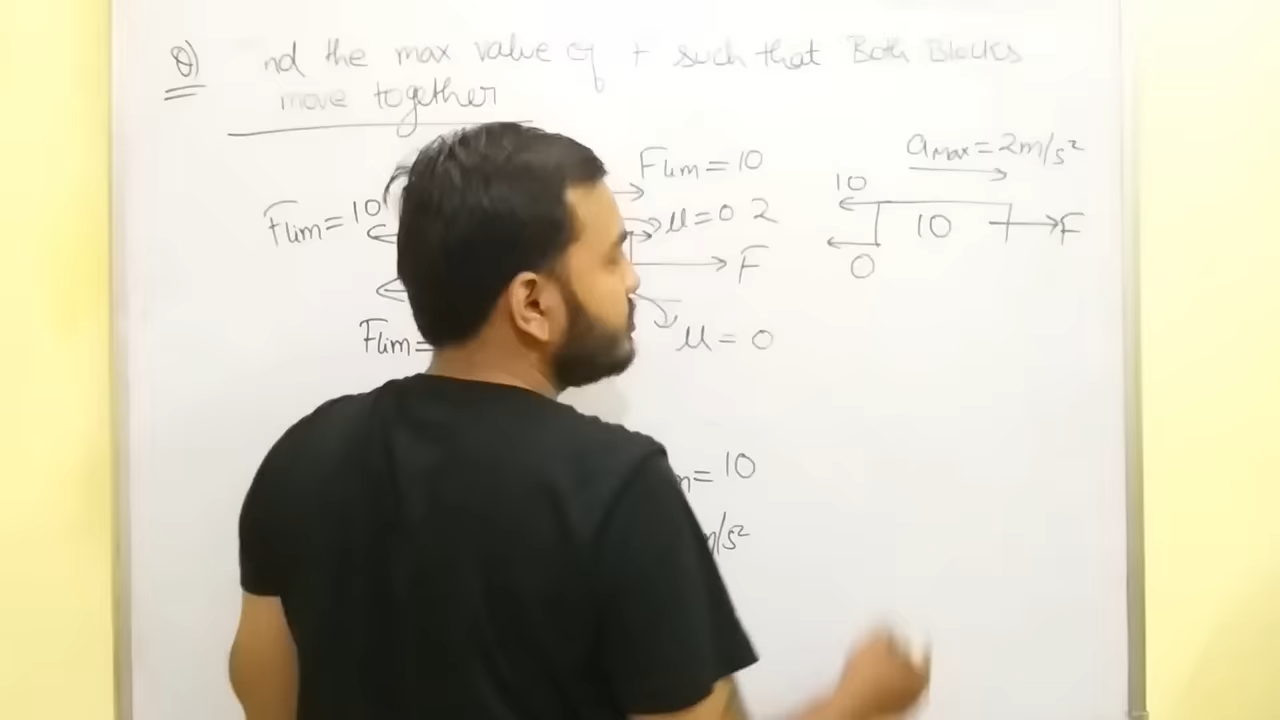 Q) nd the max value of F such that Both Blocks
move together
Flim = 10
μ = 0 2
F
Flim = 10
Flim =
μ = 0
amax = 2m/s²
10
10
F
0
m = 10
m/s²